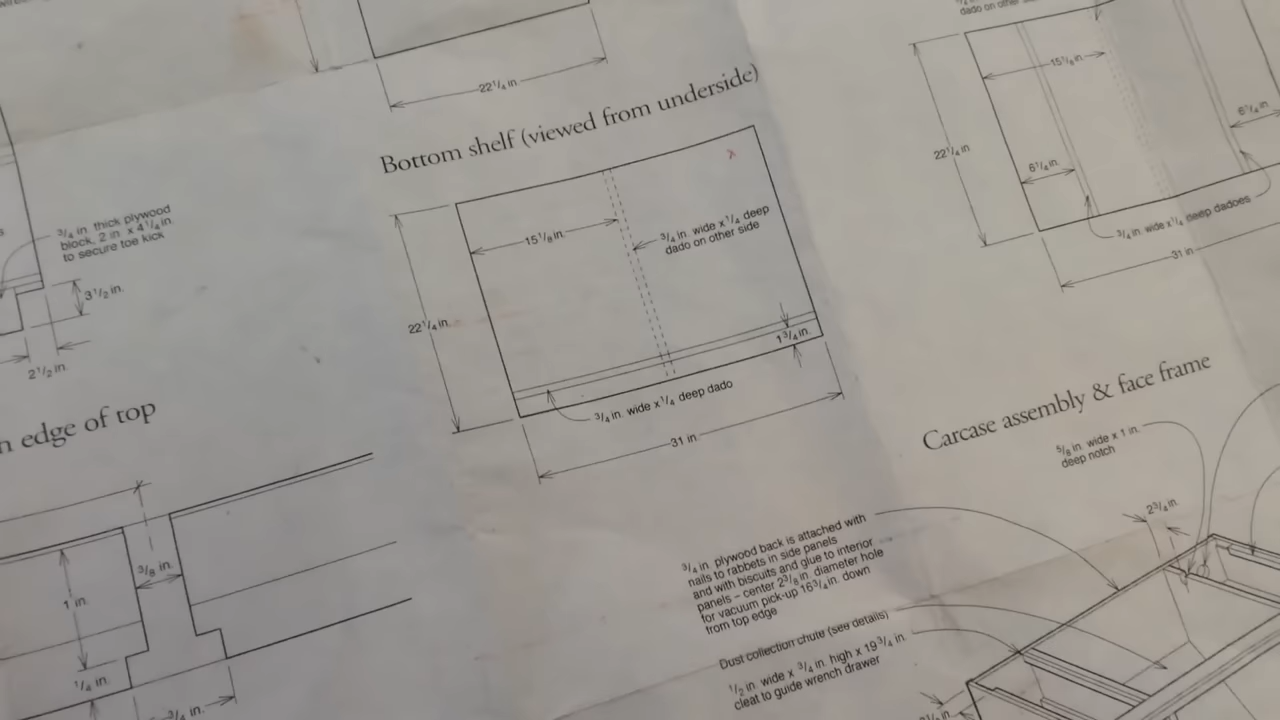 22 1/4 in.
Bottom shelf (viewed from underside)
15 1/8 in.
3/4 in. wide x 1/4 deep
dado on other side
22 1/4 in.
1 3/4 in.
3/4 in. wide x 1/4 deep dado
31 in.
3/4 in. thick plywood
block, 2 in. x 4 1/4 in.
to secure toe kick
3 1/2 in.
2 1/2 in.
edge of top
3/8 in.
1 in.
1/4 in.
3/4 in.
dado on other
15 1/8 in.
22 1/4 in.
6 1/4 in.
6 1/4 in.
3/4 in. wide x 1/4 deep dadoes
31 in.
Carcase assembly & face frame
5/8 in. wide x 1 in.
deep notch
2 3/4 in.
3/4 in. plywood back is attached with
nails to rabbets in side panels
and with biscuits and glue to interior
panels – center 2 3/8 in. diameter hole
for vacuum pick-up 16 3/4 in. down
from top edge
Dust collection chute (see details)
1/2 in. wide x 3/4 in. high x 19 3/4 in.
cleat to guide wrench drawer